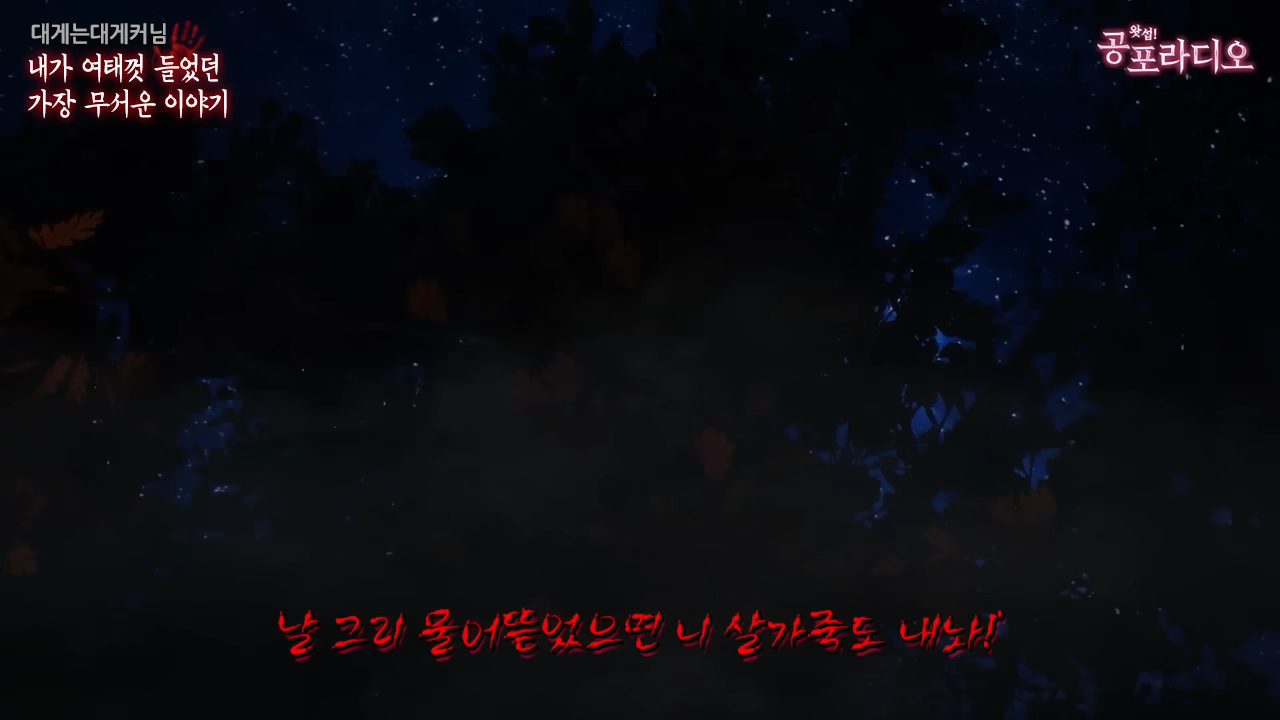 대게는대게커님
내가 여태껏 들었던
가장 무서운 이야기
왓섭!
공포라디오
날 그리 물어뜯었으면 니 살가죽도 내놔!